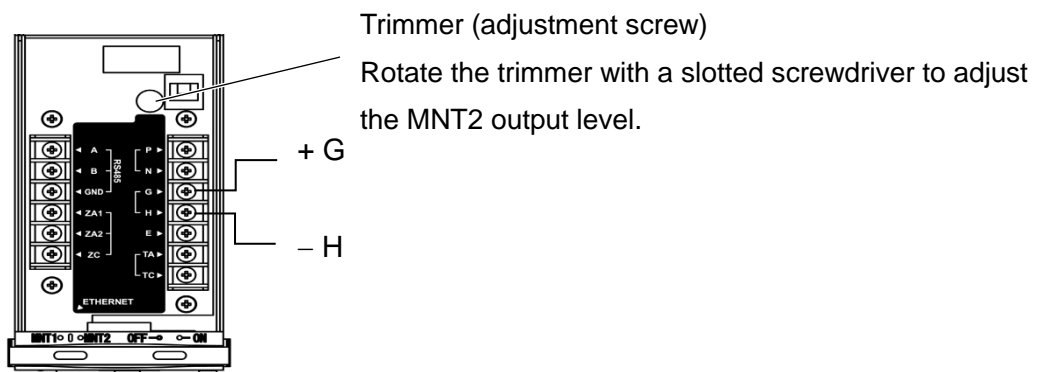 Trimmer (adjustment screw)
Rotate the trimmer with a slotted screwdriver to adjust
the MNT2 output level.
+ G
− H
◄ A
◄ B
◄ GND
RS485
◄ ZA1
◄ ZA2
◄ ZC
P ►
N ►
G ►
H ►
E ►
TA ►
TC ►
ETHERNET
MNT1 MNT2 OFF ON